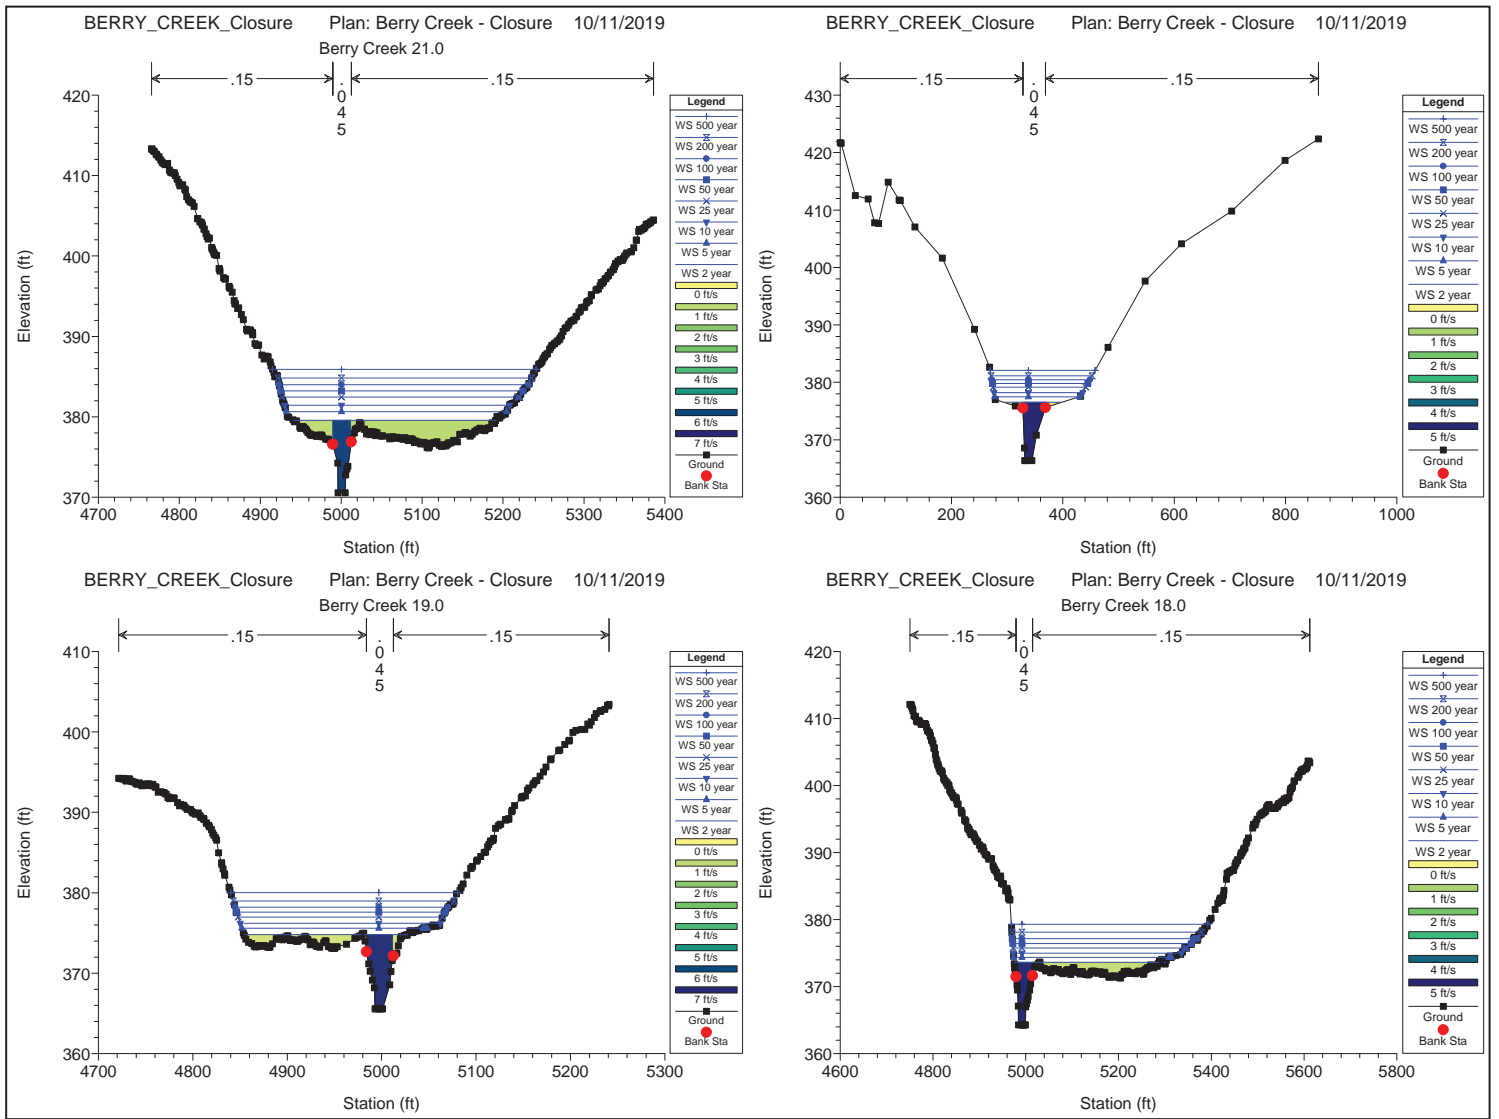 BERRY_CREEK_Closure Plan: Berry Creek - Closure 10/11/2019
Berry Creek 21.0
.15
.045
.15
420
410
400
390
380
370
4700 4800 4900 5000 5100 5200 5300 5400
Elevation (ft)
Station (ft)
Legend
WS 500 year
WS 200 year
WS 100 year
WS 50 year
WS 25 year
WS 10 year
WS 5 year
WS 2 year
0 ft/s
1 ft/s
2 ft/s
3 ft/s
4 ft/s
5 ft/s
6 ft/s
7 ft/s
Ground
Bank Sta
BERRY_CREEK_Closure Plan: Berry Creek - Closure 10/11/2019
.15
.045
.15
430
420
410
400
390
380
370
360
0 200 400 600 800 1000
Elevation (ft)
Station (ft)
Legend
WS 500 year
WS 200 year
WS 100 year
WS 50 year
WS 25 year
WS 10 year
WS 5 year
WS 2 year
0 ft/s
1 ft/s
2 ft/s
3 ft/s
4 ft/s
5 ft/s
Ground
Bank Sta
BERRY_CREEK_Closure Plan: Berry Creek - Closure 10/11/2019
Berry Creek 19.0
.15
.045
.15
410
400
390
380
370
360
4700 4800 4900 5000 5100 5200 5300
Elevation (ft)
Station (ft)
Legend
WS 500 year
WS 200 year
WS 100 year
WS 50 year
WS 25 year
WS 10 year
WS 5 year
WS 2 year
0 ft/s
1 ft/s
2 ft/s
3 ft/s
4 ft/s
5 ft/s
6 ft/s
7 ft/s
Ground
Bank Sta
BERRY_CREEK_Closure Plan: Berry Creek - Closure 10/11/2019
Berry Creek 18.0
.15
.045
.15
420
410
400
390
380
370
360
4600 4800 5000 5200 5400 5600 5800
Elevation (ft)
Station (ft)
Legend
WS 500 year
WS 200 year
WS 100 year
WS 50 year
WS 25 year
WS 10 year
WS 5 year
WS 2 year
0 ft/s
1 ft/s
2 ft/s
3 ft/s
4 ft/s
5 ft/s
Ground
Bank Sta